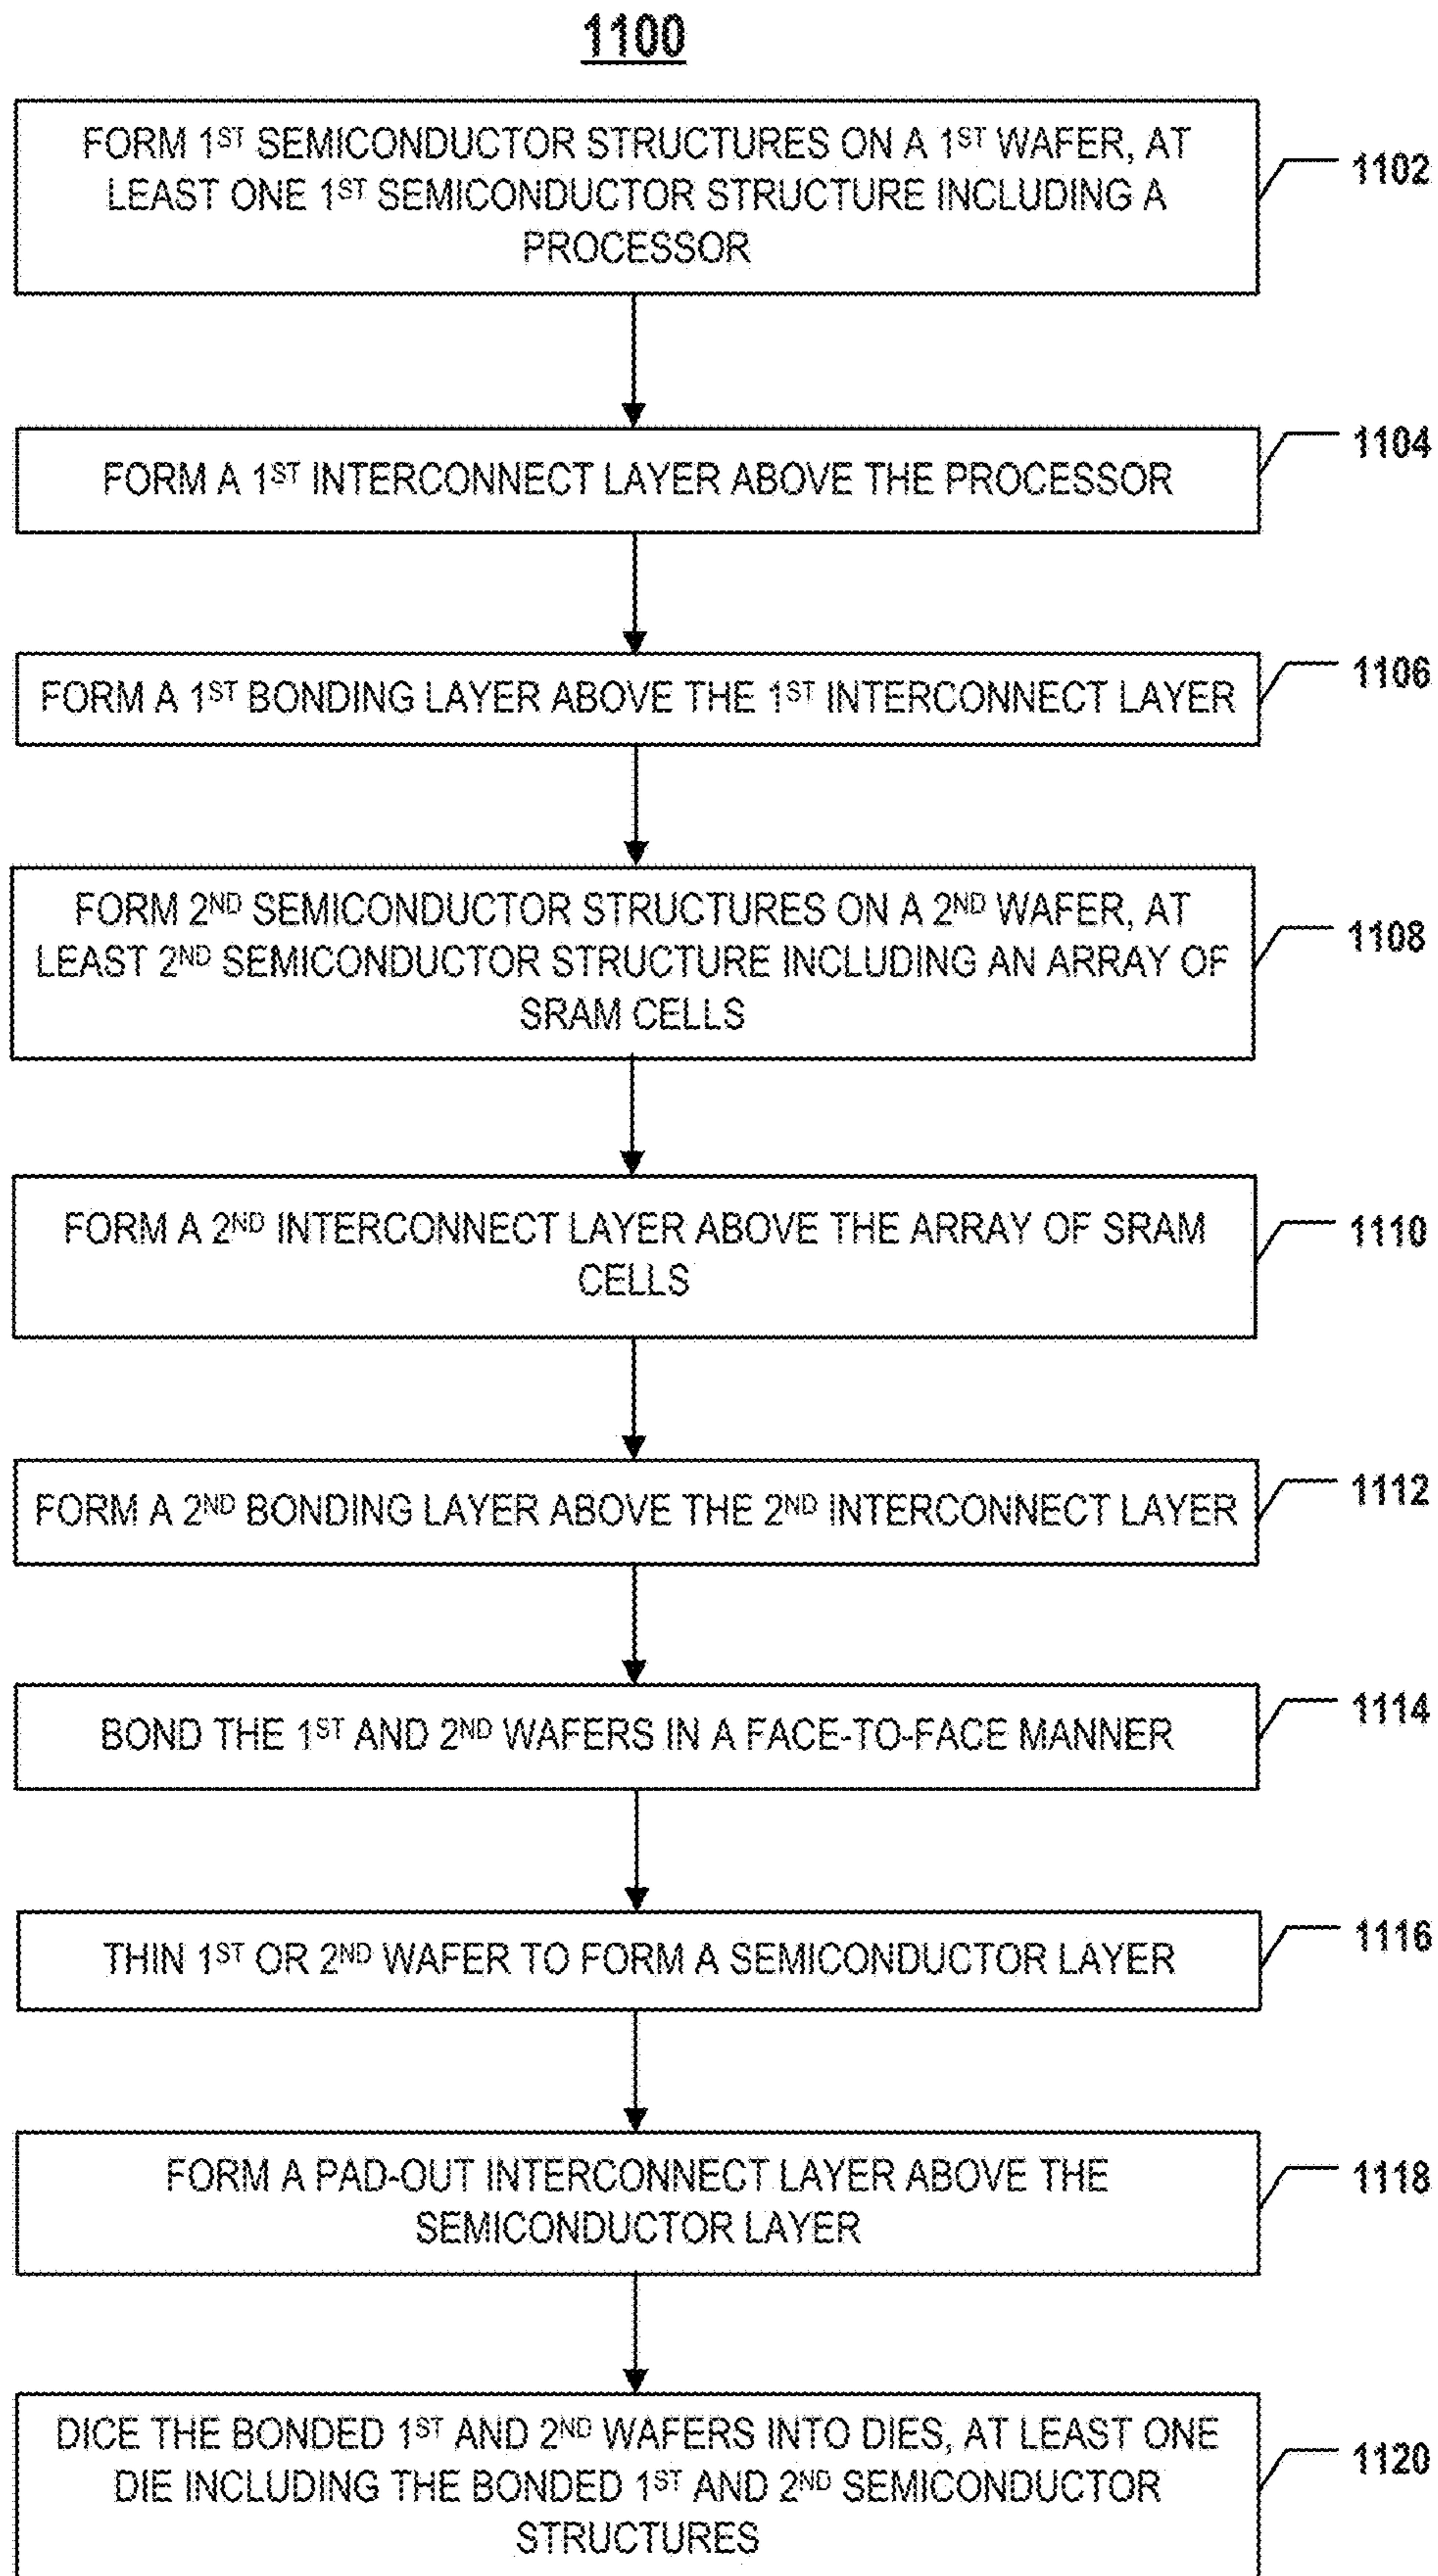 1100
FORM 1ST SEMICONDUCTOR STRUCTURES ON A 1ST WAFER, AT
LEAST ONE 1ST SEMICONDUCTOR STRUCTURE INCLUDING A
PROCESSOR
1102
FORM A 1ST INTERCONNECT LAYER ABOVE THE PROCESSOR
1104
FORM A 1ST BONDING LAYER ABOVE THE 1ST INTERCONNECT LAYER
1106
FORM 2ND SEMICONDUCTOR STRUCTURES ON A 2ND WAFER, AT
LEAST 2ND SEMICONDUCTOR STRUCTURE INCLUDING AN ARRAY OF
SRAM CELLS
1108
FORM A 2ND INTERCONNECT LAYER ABOVE THE ARRAY OF SRAM
CELLS
1110
FORM A 2ND BONDING LAYER ABOVE THE 2ND INTERCONNECT LAYER
1112
BOND THE 1ST AND 2ND WAFERS IN A FACE-TO-FACE MANNER
1114
THIN 1ST OR 2ND WAFER TO FORM A SEMICONDUCTOR LAYER
1116
FORM A PAD-OUT INTERCONNECT LAYER ABOVE THE
SEMICONDUCTOR LAYER
1118
DICE THE BONDED 1ST AND 2ND WAFERS INTO DIES, AT LEAST ONE
DIE INCLUDING THE BONDED 1ST AND 2ND SEMICONDUCTOR
STRUCTURES
1120